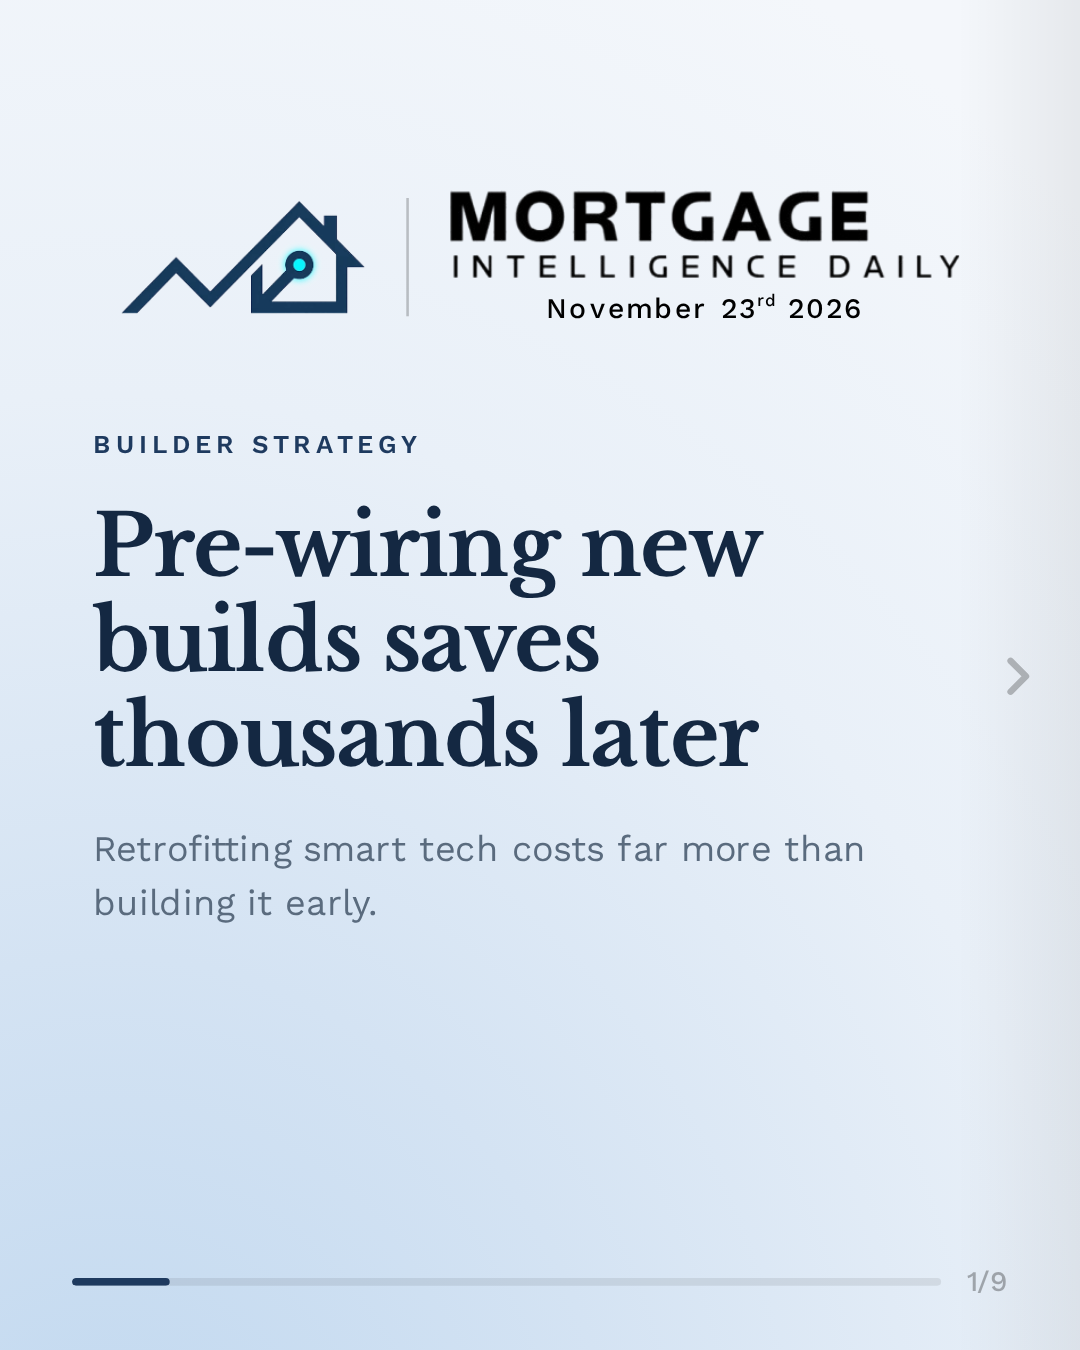 MORTGAGE
INTELLIGENCE DAILY
November 23rd 2026
BUILDER STRATEGY
Pre-wiring new
builds saves
thousands later
Retrofitting smart tech costs far more than
building it early.
1/9